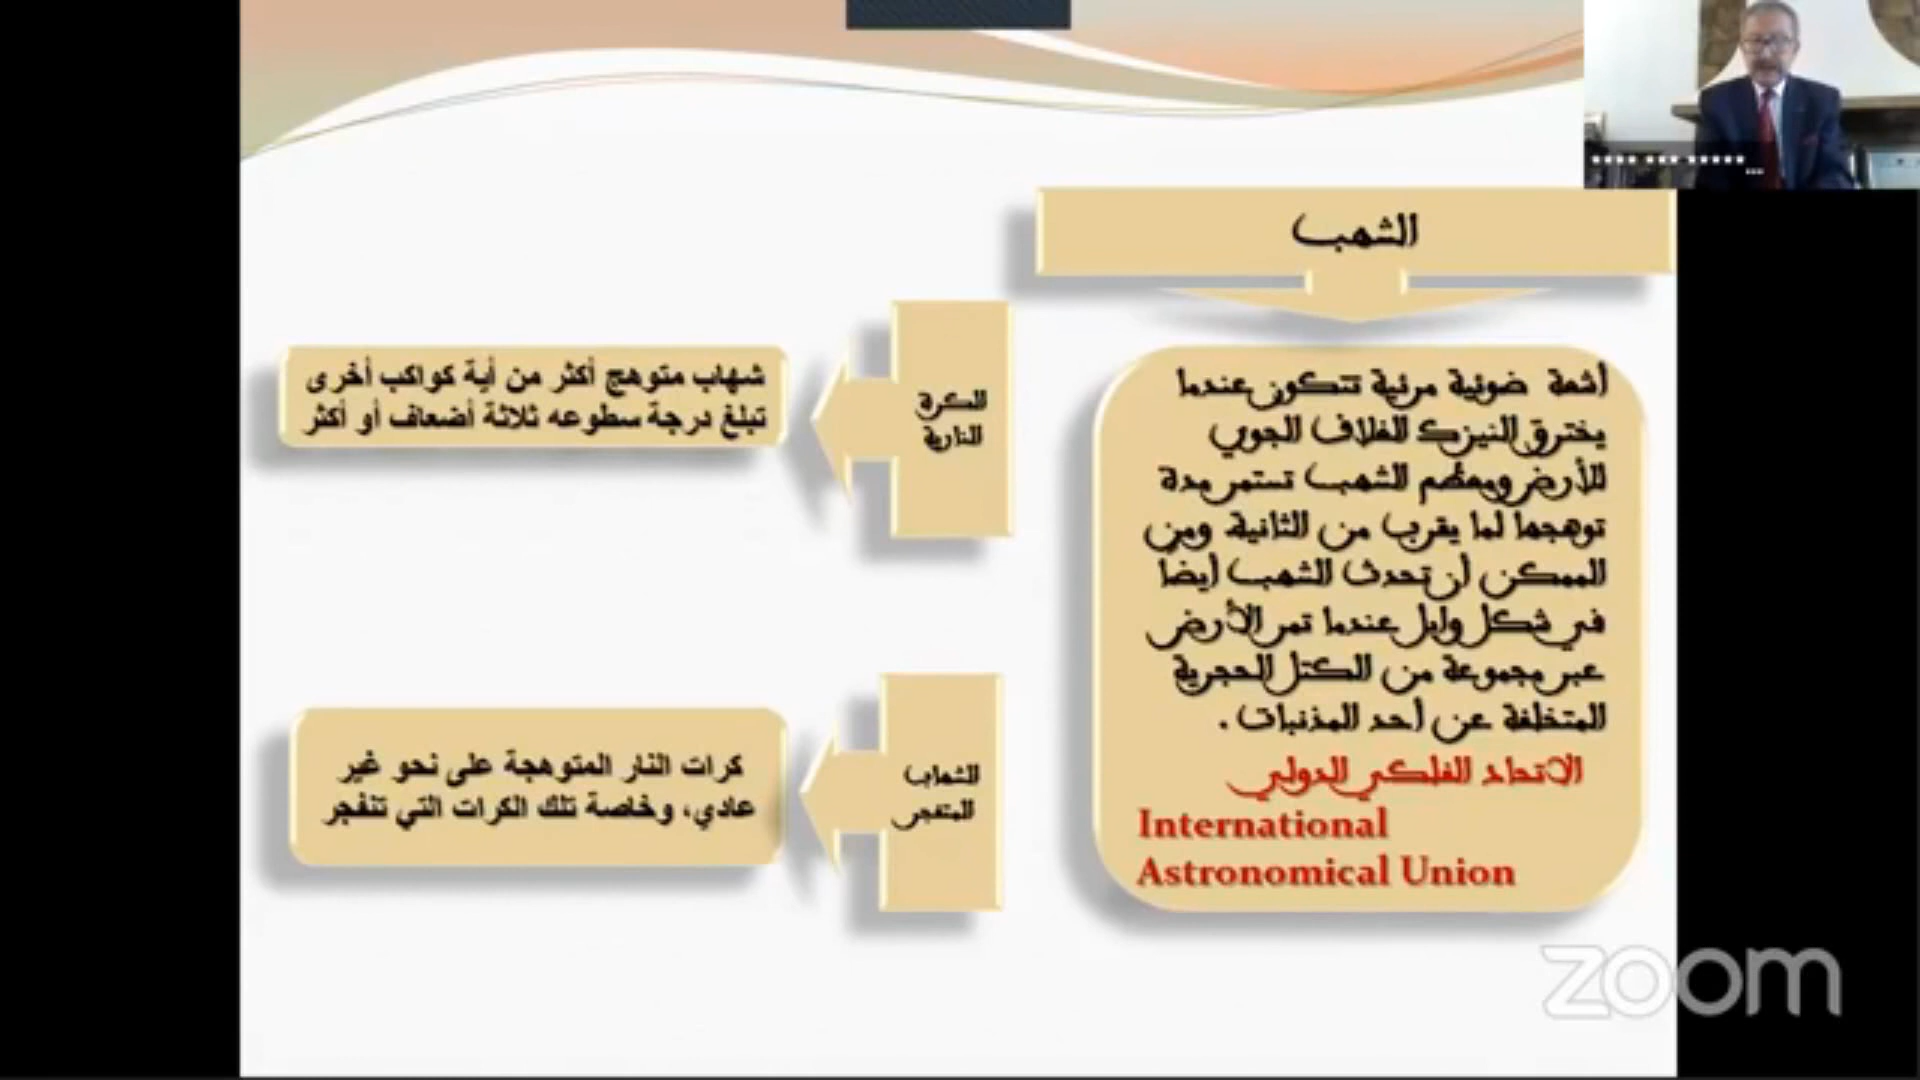 الشهب
أشعة ضوئية مرئية تتكون عندما
يخترق النيزك الغلاف الجوي
للأرض ومعظم الشهب تستمر مدة
توهجها لما يقرب من الثانية ومن
الممكن أن تحدث الشهب أيضا
في شكل وابل عندما تمر الأرض
عبر مجموعة من الكتل الحجرية
المتخلفة عن أحد المذنبات .
الاتحاد الفلكي الدولي
International
Astronomical Union
الكرة
النارية
شهاب متوهج أكثر من أية كواكب أخرى
تبلغ درجة سطوعه ثلاثة أضعاف أو أكثر
الشهاب
المتفجر
كرات النار المتوهجة على نحو غير
عادي، وخاصة تلك الكرات التي تنفجر
zoom